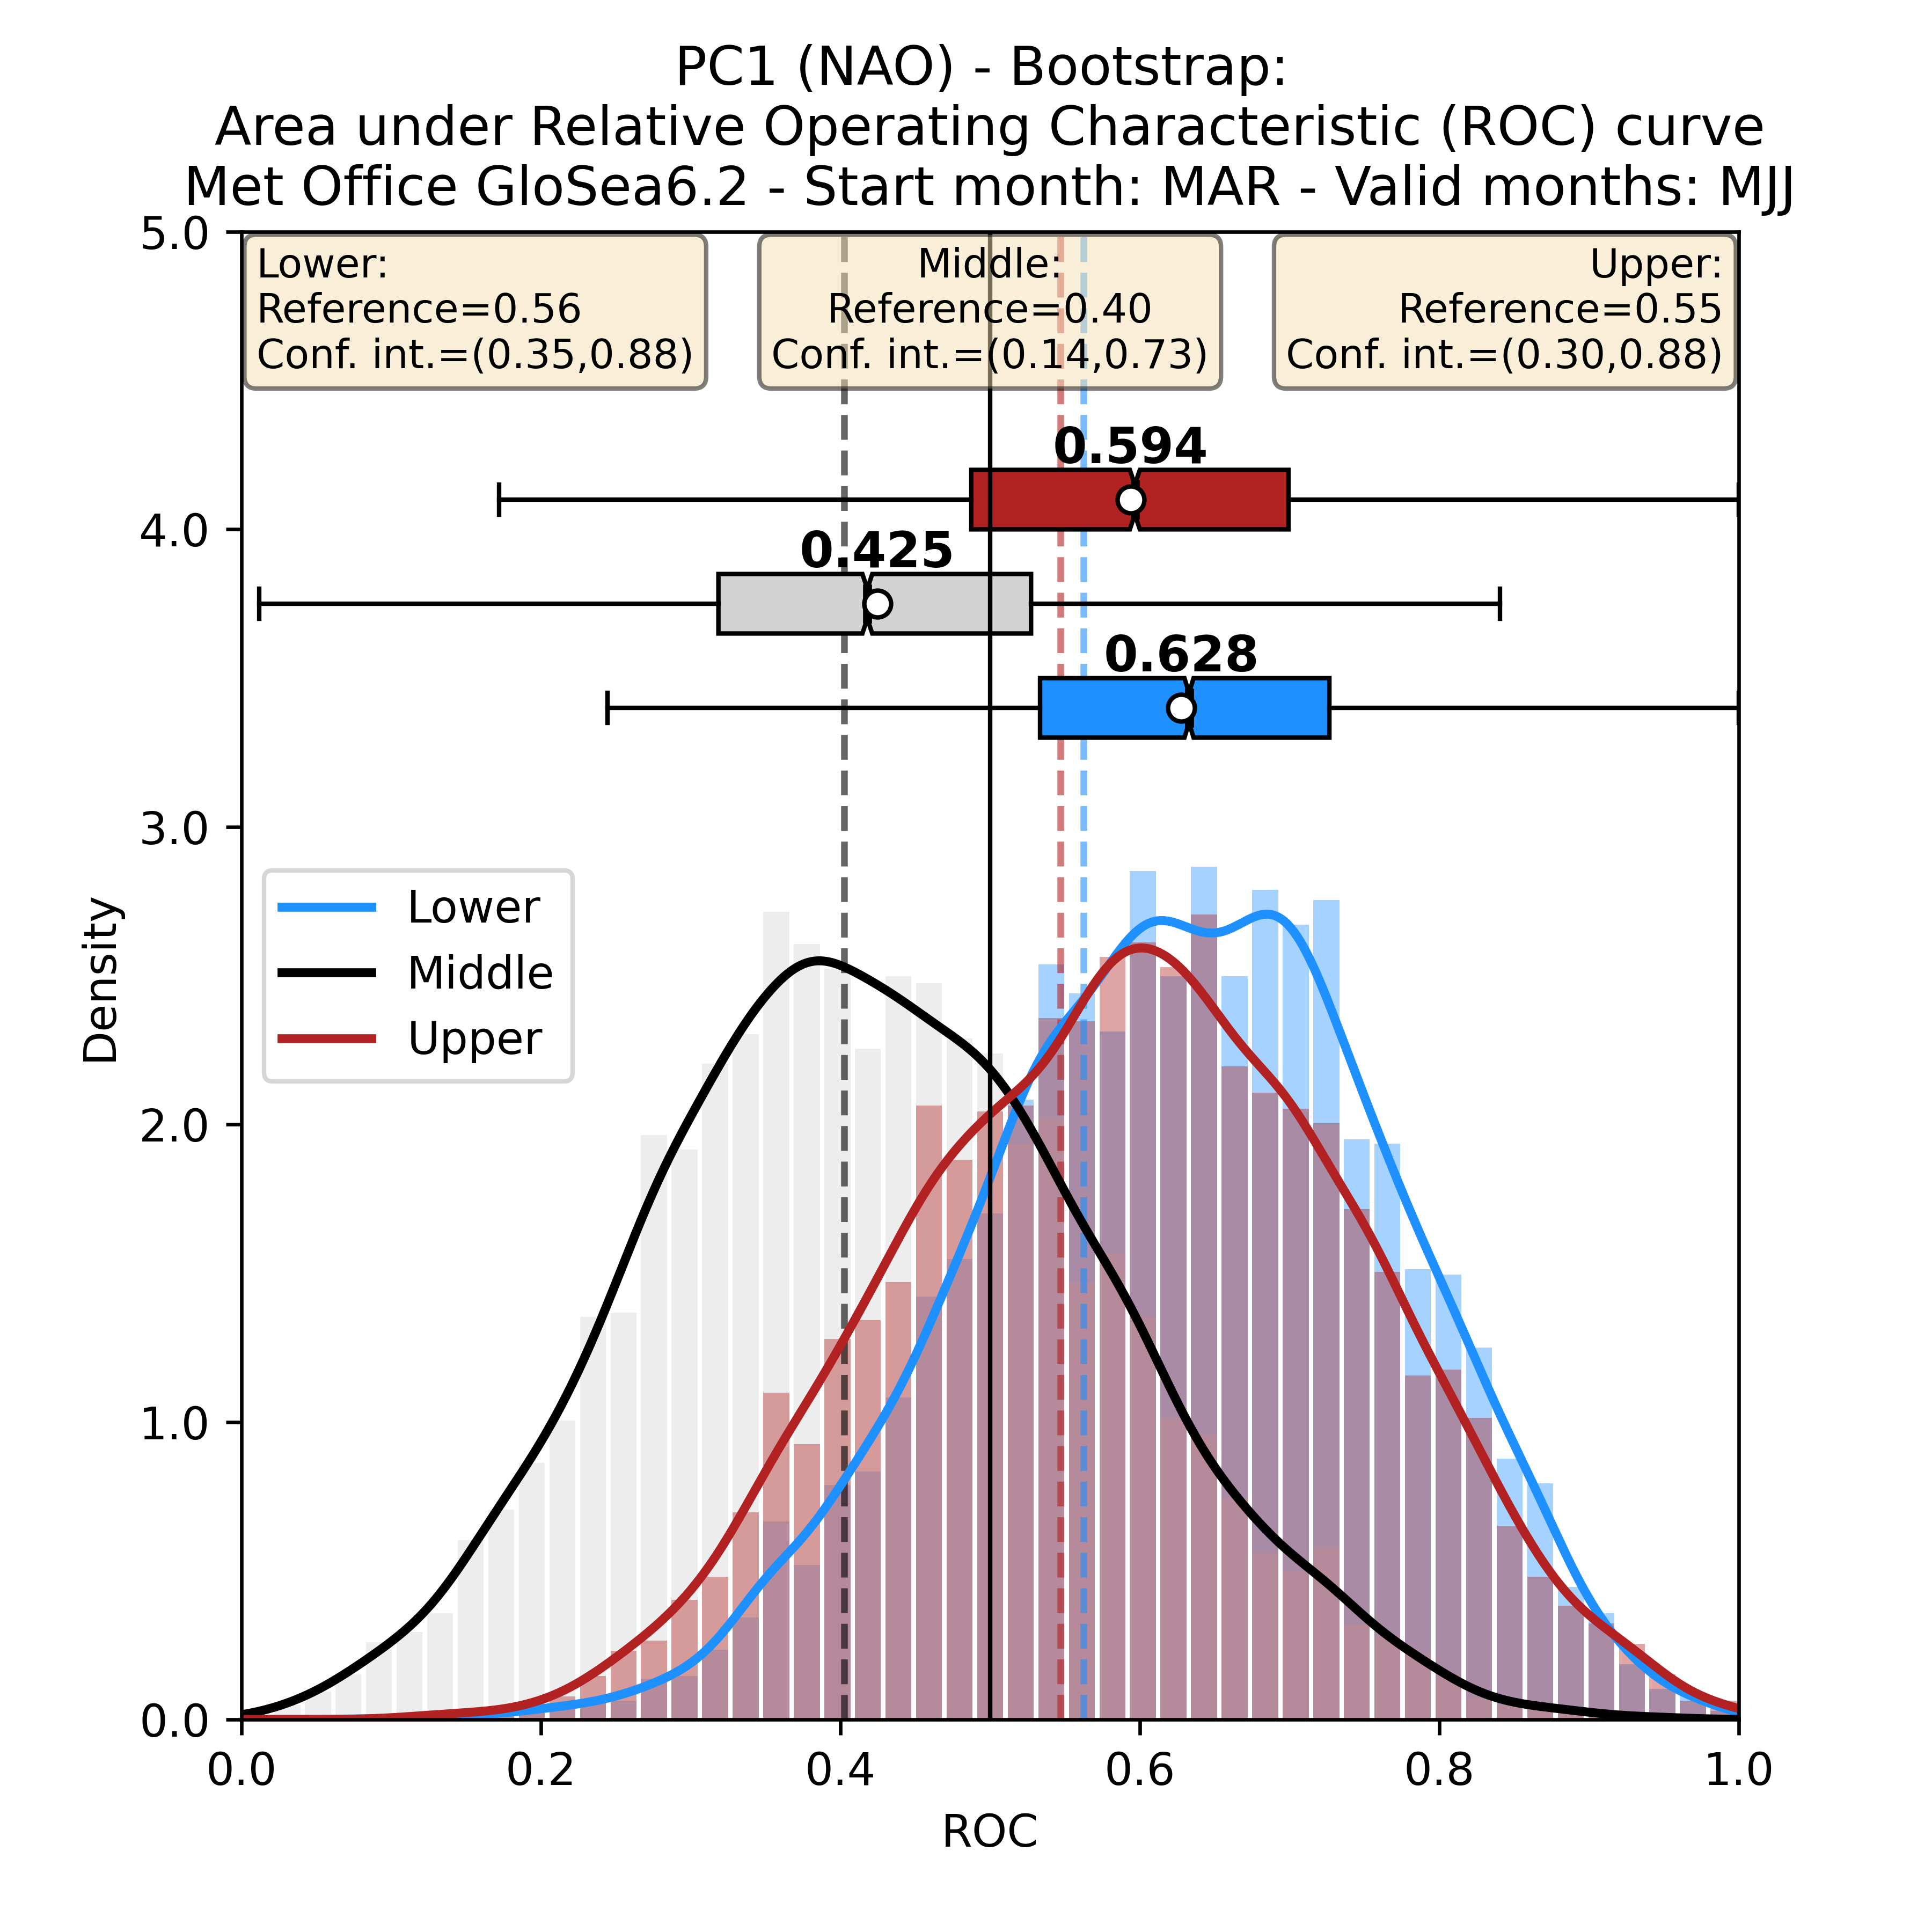 PC1 (NAO) - Bootstrap:
Area under Relative Operating Characteristic (ROC) curve
Met Office GloSea6.2 - Start month: MAR - Valid months: MJJ
Lower:
Reference=0.56
Conf. int.=(0.35,0.88)
Middle:
Reference=0.40
Conf. int.=(0.14,0.73)
Upper:
Reference=0.55
Conf. int.=(0.30,0.88)
0.594
0.425
0.628
Lower
Middle
Upper
Density
5.0
4.0
3.0
2.0
1.0
0.0
0.0 0.2 0.4 0.6 0.8 1.0
ROC